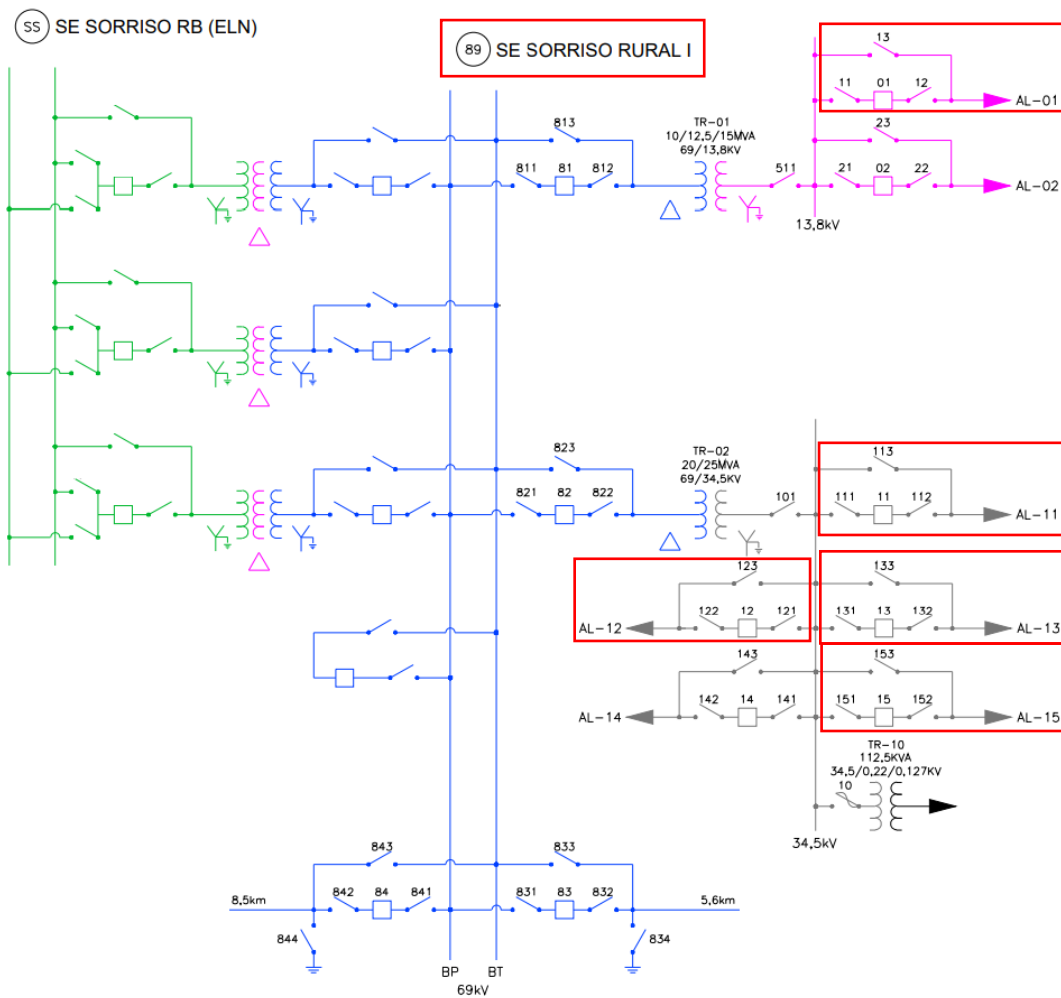 SS SE SORRISO RB (ELN)
89 SE SORRISO RURAL I
13
11 01 12 AL-01
TR-01
10/12,5/15MVA
69/13,8KV
813
811 81 812
511
23
21 02 22 AL-02
13,8kV
TR-02
20/25MVA
69/34,5KV
823
821 82 822
101
113
111 11 112 AL-11
123
AL-12 122 12 121
133
131 13 132 AL-13
143
AL-14 142 14 141
153
151 15 152 AL-15
TR-10
112,5KVA
34,5/0,22/0,127KV
10
34,5kV
843
8,5km 842 84 841
844
833
831 83 832 5,6km
834
BP BT
69kV